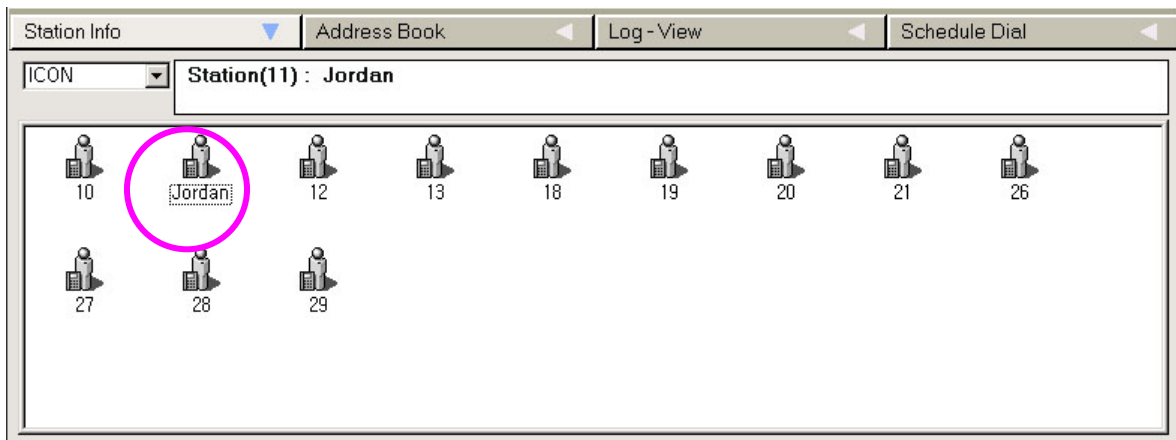 Station Info Address Book Log - View Schedule Dial
ICON Station(11) : Jordan
10 Jordan 12 13 18 19 20 21 26
27 28 29